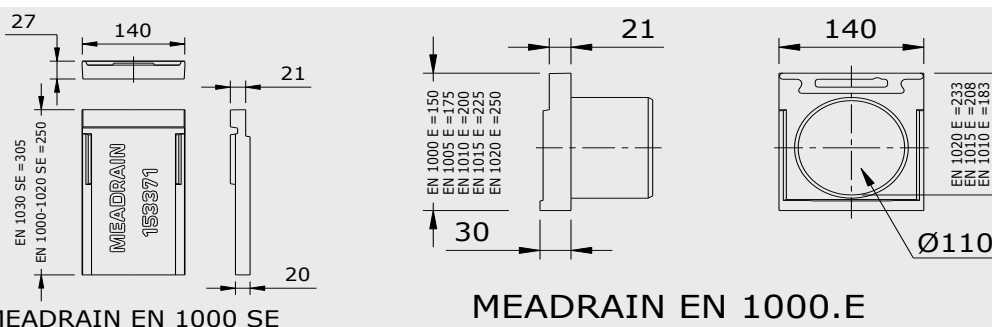 27
140
21
EN 1030 SE =305
EN 1000-1020 SE =250
MEADRAIN
153371
20
MEADRAIN EN 1000 SE
21
140
EN 1000 E =150
EN 1005 E =175
EN 1010 E =200
EN 1015 E =225
EN 1020 E =250
EN 1020 E =233
EN 1015 E =208
EN 1010 E =183
30
Ø110
MEADRAIN EN 1000.E